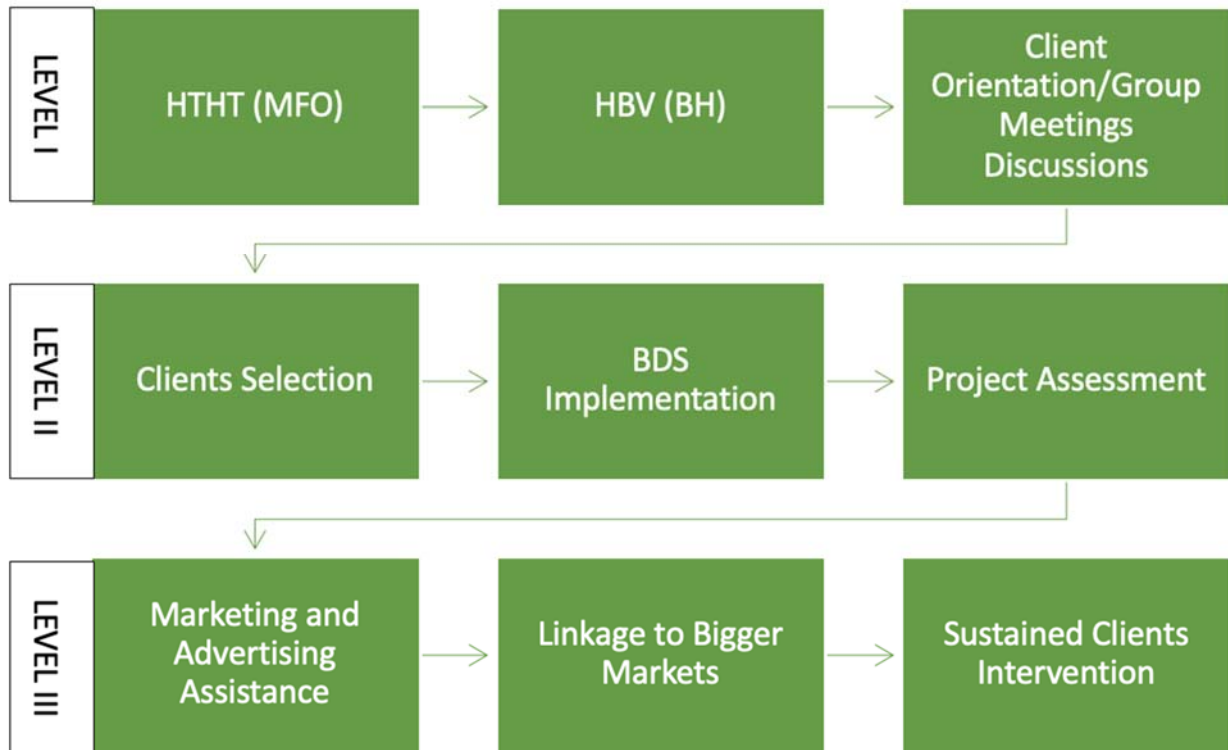 LEVEL I
HTHT (MFO)
HBV (BH)
Client
Orientation/Group
Meetings
Discussions
LEVEL II
Clients Selection
BDS
Implementation
Project Assessment
LEVEL III
Marketing and
Advertising
Assistance
Linkage to Bigger
Markets
Sustained Clients
Intervention